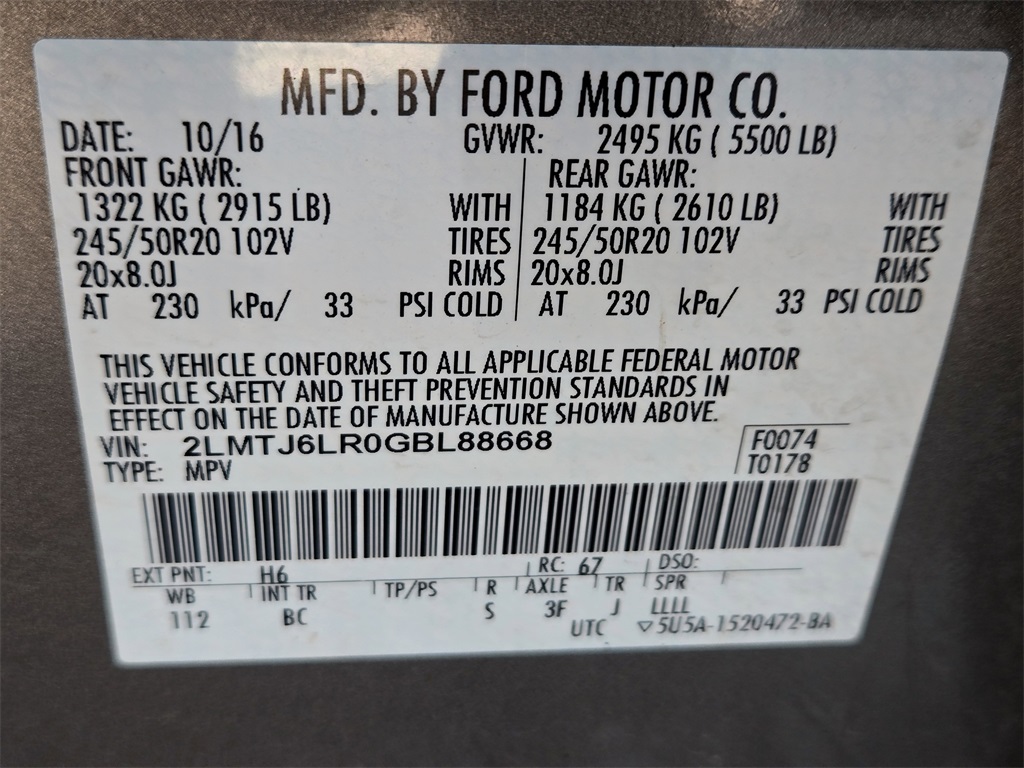 MFD. BY FORD MOTOR CO.
DATE: 10/16 GVWR: 2495 KG ( 5500 LB)
FRONT GAWR: REAR GAWR:
1322 KG ( 2915 LB) WITH 1184 KG ( 2610 LB) WITH
245/50R20 102V TIRES 245/50R20 102V TIRES
20x8.0J RIMS 20x8.0J RIMS
AT 230 kPa/ 33 PSI COLD AT 230 kPa/ 33 PSI COLD
THIS VEHICLE CONFORMS TO ALL APPLICABLE FEDERAL MOTOR
VEHICLE SAFETY AND THEFT PREVENTION STANDARDS IN
EFFECT ON THE DATE OF MANUFACTURE SHOWN ABOVE.
VIN: 2LMTJ6LR0GBL88668 F0074
TYPE: MPV T0178
EXT PNT: H6 RC: 67 DSO:
WB INT TR TP/PS R AXLE TR SPR
112 BC S 3F J LLLL
UTC ▽5U5A-1520472-BA